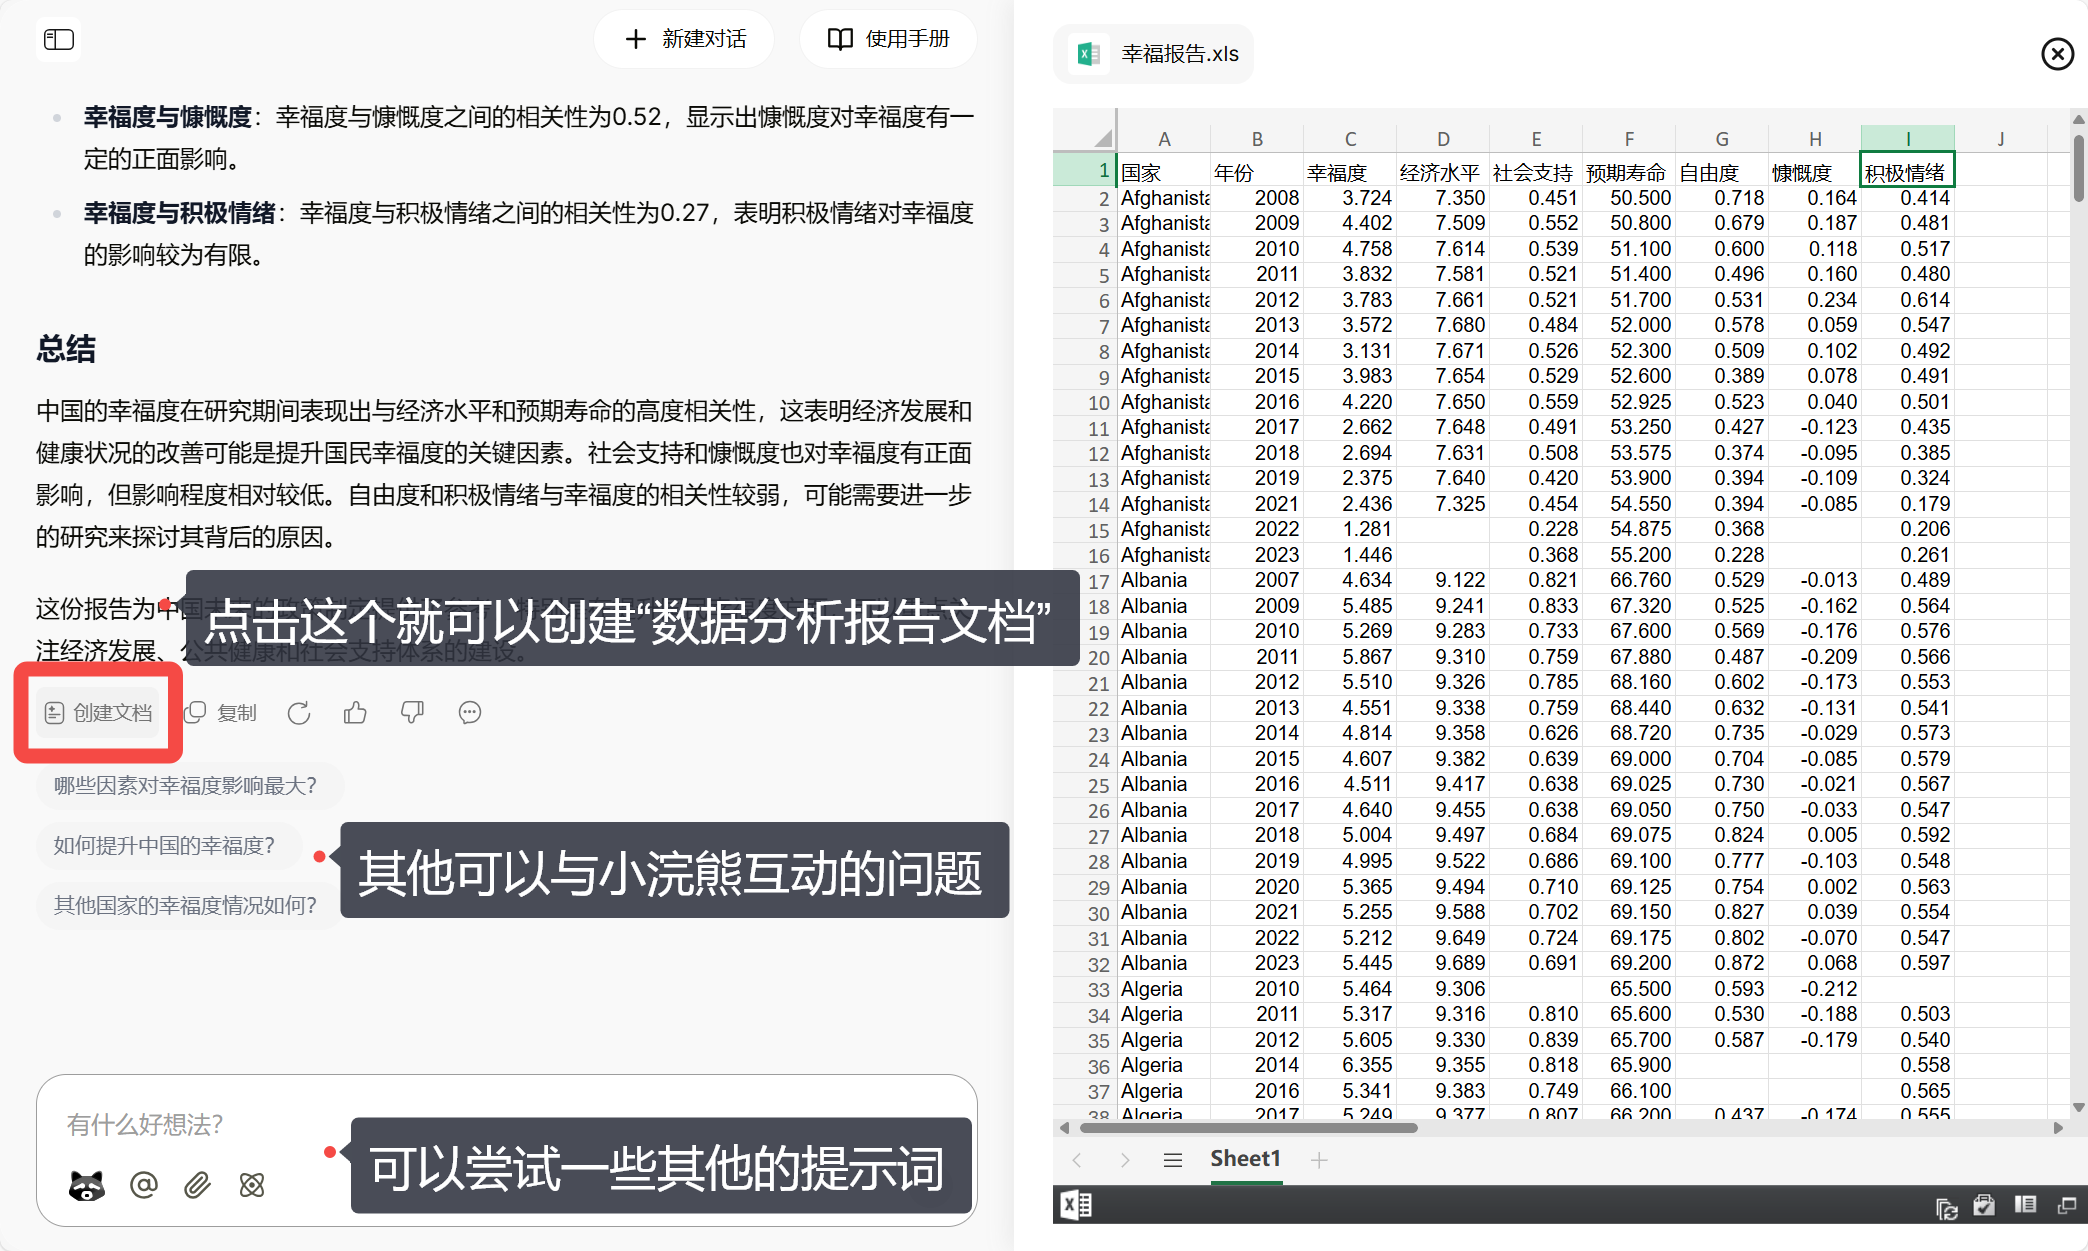 新建对话
使用手册
幸福度与慷慨度：幸福度与慷慨度之间的相关性为0.52，显示出慷慨度对幸福度有一
定的正面影响。
幸福度与积极情绪：幸福度与积极情绪之间的相关性为0.27，表明积极情绪对幸福度
的影响较为有限。
总结
中国的幸福度在研究期间表现出与经济水平和预期寿命的高度相关性，这表明经济发展和
健康状况的改善可能是提升国民幸福度的关键因素。社会支持和慷慨度也对幸福度有正面
影响，但影响程度相对较低。自由度和积极情绪与幸福度的相关性较弱，可能需要进一步
的研究来探讨其背后的原因。
这份报告为中国
点击这个就可以创建“数据分析报告文档”
注经济发展、公共健康和社会支持体系的建设。
创建文档
复制
哪些因素对幸福度影响最大？
如何提升中国的幸福度？
其他可以与小浣熊互动的问题
其他国家的幸福度情况如何？
有什么好想法？
可以尝试一些其他的提示词
幸福报告.xls
A B C D E F G H I J
1 国家 年份 幸福度 经济水平 社会支持 预期寿命 自由度 慷慨度 积极情绪
2 Afghanista 2008 3.724 7.350 0.451 50.500 0.718 0.164 0.414
3 Afghanista 2009 4.402 7.509 0.552 50.800 0.679 0.187 0.481
4 Afghanista 2010 4.758 7.614 0.539 51.100 0.600 0.118 0.517
5 Afghanista 2011 3.832 7.581 0.521 51.400 0.496 0.160 0.480
6 Afghanista 2012 3.783 7.661 0.521 51.700 0.531 0.234 0.614
7 Afghanista 2013 3.572 7.680 0.484 52.000 0.578 0.059 0.547
8 Afghanista 2014 3.131 7.671 0.526 52.300 0.509 0.102 0.492
9 Afghanista 2015 3.983 7.654 0.529 52.600 0.389 0.078 0.491
10 Afghanista 2016 4.220 7.650 0.559 52.925 0.523 0.040 0.501
11 Afghanista 2017 2.662 7.648 0.491 53.250 0.427 -0.123 0.435
12 Afghanista 2018 2.694 7.631 0.508 53.575 0.374 -0.095 0.385
13 Afghanista 2019 2.375 7.640 0.420 53.900 0.394 -0.109 0.324
14 Afghanista 2021 2.436 7.325 0.454 54.550 0.394 -0.085 0.179
15 Afghanista 2022 1.281 0.228 54.875 0.368 0.206
16 Afghanista 2023 1.446 0.368 55.200 0.228 0.261
17 Albania 2007 4.634 9.122 0.821 66.760 0.529 -0.013 0.489
18 Albania 2009 5.485 9.241 0.833 67.320 0.525 -0.162 0.564
19 Albania 2010 5.269 9.283 0.733 67.600 0.569 -0.176 0.576
20 Albania 2011 5.867 9.310 0.759 67.880 0.487 -0.209 0.566
21 Albania 2012 5.510 9.326 0.785 68.160 0.602 -0.173 0.553
22 Albania 2013 4.551 9.338 0.759 68.440 0.632 -0.131 0.541
23 Albania 2014 4.814 9.358 0.626 68.720 0.735 -0.029 0.573
24 Albania 2015 4.607 9.382 0.639 69.000 0.704 -0.085 0.579
25 Albania 2016 4.511 9.417 0.638 69.025 0.730 -0.021 0.567
26 Albania 2017 4.640 9.455 0.638 69.050 0.750 -0.033 0.547
27 Albania 2018 5.004 9.497 0.684 69.075 0.824 0.005 0.592
28 Albania 2019 4.995 9.522 0.686 69.100 0.777 -0.103 0.548
29 Albania 2020 5.365 9.494 0.710 69.125 0.754 0.002 0.563
30 Albania 2021 5.255 9.588 0.702 69.150 0.827 0.039 0.554
31 Albania 2022 5.212 9.649 0.724 69.175 0.802 -0.070 0.547
32 Albania 2023 5.445 9.689 0.691 69.200 0.872 0.068 0.597
33 Algeria 2010 5.464 9.306 65.500 0.593 -0.212
34 Algeria 2011 5.317 9.316 0.810 65.600 0.530 -0.188 0.503
35 Algeria 2012 5.605 9.330 0.839 65.700 0.587 -0.179 0.540
36 Algeria 2014 6.355 9.355 0.818 65.900 0.558
37 Algeria 2016 5.341 9.383 0.749 66.100 0.565
38 Algeria 2017 5.249 9.377 0.807 66.200 0.437 -0.174 0.555
Sheet1